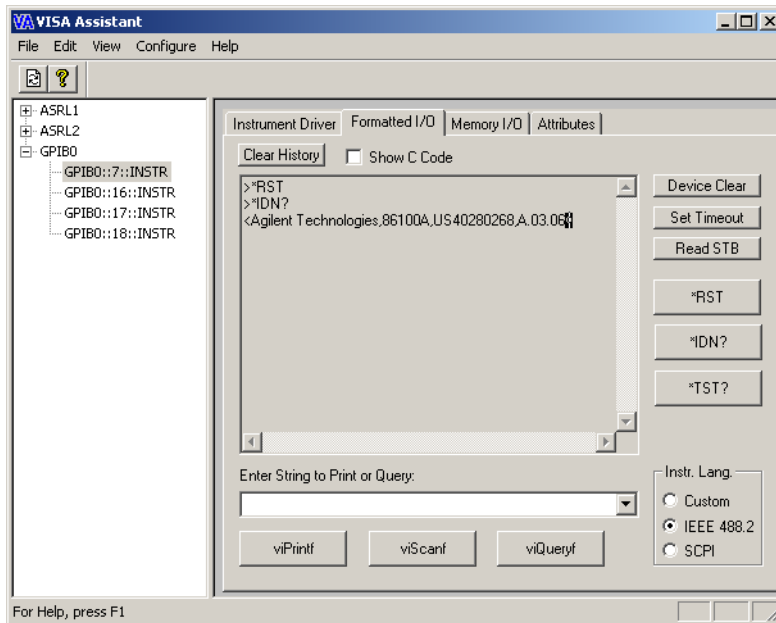 VA VISA Assistant
File Edit View Configure Help
ASRL1
ASRL2
GPIB0
GPIB0::7::INSTR
GPIB0::16::INSTR
GPIB0::17::INSTR
GPIB0::18::INSTR
Instrument Driver Formatted I/O Memory I/O Attributes
Clear History Show C Code
>*RST
>*IDN?
<Agilent Technologies,86100A,US40280268,A.03.06
Device Clear
Set Timeout
Read STB
*RST
*IDN?
*TST?
Enter String to Print or Query:
viPrintf viScanf viQueryf
Instr. Lang.
Custom
IEEE 488.2
SCPI
For Help, press F1